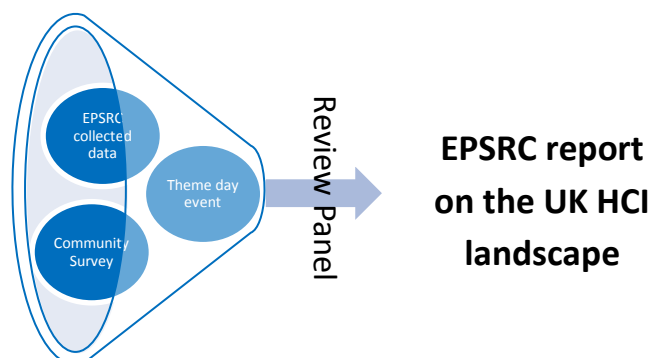 EPSRC
collected
data
Theme day
event
Community
Survey
Review Panel
EPSRC report
on the UK HCI
landscape